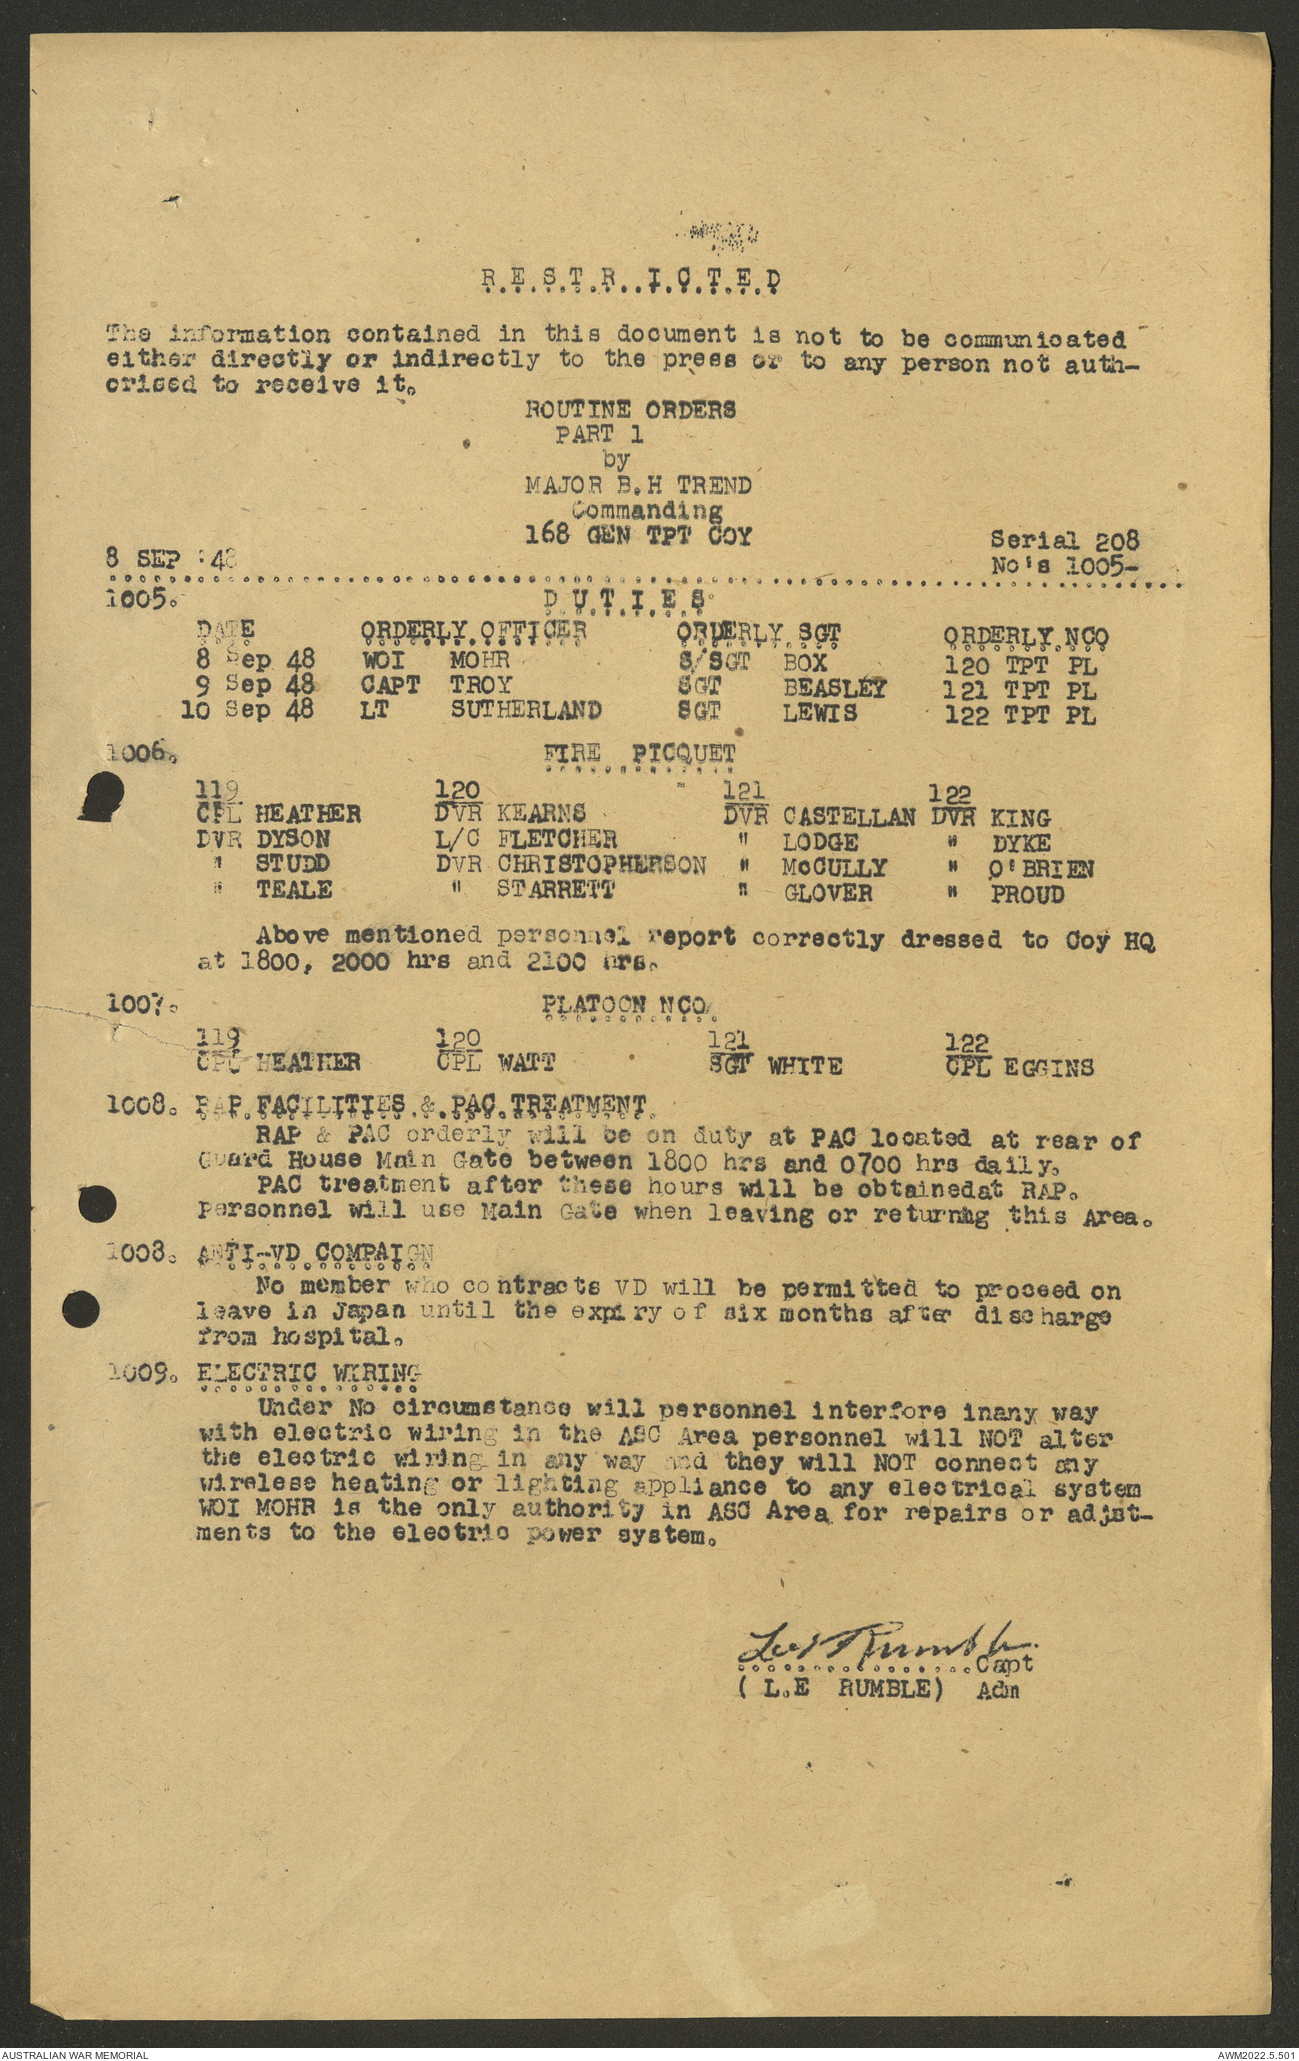 R.E.S.T.R..I.C.T.E.D
The information contained in this document is not to be communicated
either directly or indirectly to the press or to any person not auth-
orised to receive it.
ROUTINE ORDERS
PART 1
by
MAJOR B.H TREND
Commanding
168 GEN TPT COY
Serial 208
8 SEP '48
No's 1005-
1005. D.U.T.I.E.S
DATE ORDERLY.OFFICER ORDERLY.SGT ORDERLY.NCO
8 Sep 48 WOI MOHR S/SGT BOX 120 TPT PL
9 Sep 48 CAPT TROY SGT BEASLEY 121 TPT PL
10 Sep 48 LT SUTHERLAND SGT LEWIS 122 TPT PL
1006. FIRE PICQUET
119 120 121 122
CPL HEATHER DVR KEARNS DVR CASTELLAN DVR KING
DVR DYSON L/C FLETCHER " LODGE " DYKE
" STUDD DVR CHRISTOPHERSON " McCULLY " O'BRIEN
" TEALE " STARRETT " GLOVER " PROUD
Above mentioned personnel report correctly dressed to Coy HQ
at 1800, 2000 hrs and 2100 hrs.
1007. PLATOON NCO
119 120 121 122
CPL HEATHER CPL WATT SGT WHITE CPL EGGINS
1008. RAP.FACILITIES.&.PAC.TREATMENT.
RAP & PAC orderly will be on duty at PAC located at rear of
Guard House Main Gate between 1800 hrs and 0700 hrs daily.
PAC treatment after these hours will be obtainedat RAP.
Personnel will use Main Gate when leaving or returnng this Area.
1008. ANTI-VD COMPAIGN
No member who contracts VD will be permitted to proceed on
leave in Japan until the expiry of six months after discharge
from hospital.
1009. ELECTRIC WIRING
Under No circumstance will personnel interfore inany way
with electric wiring in the ASC Area personnel will NOT alter
the electric wiring in any way and they will NOT connect any
wirelese heating or lighting appliance to any electrical system
WOI MOHR is the only authority in ASC Area for repairs or adjst-
ments to the electric power system.
L E Rumble
Capt
( L.E RUMBLE) Adm
AUSTRALIAN WAR MEMORIAL
AWM2022.5.501